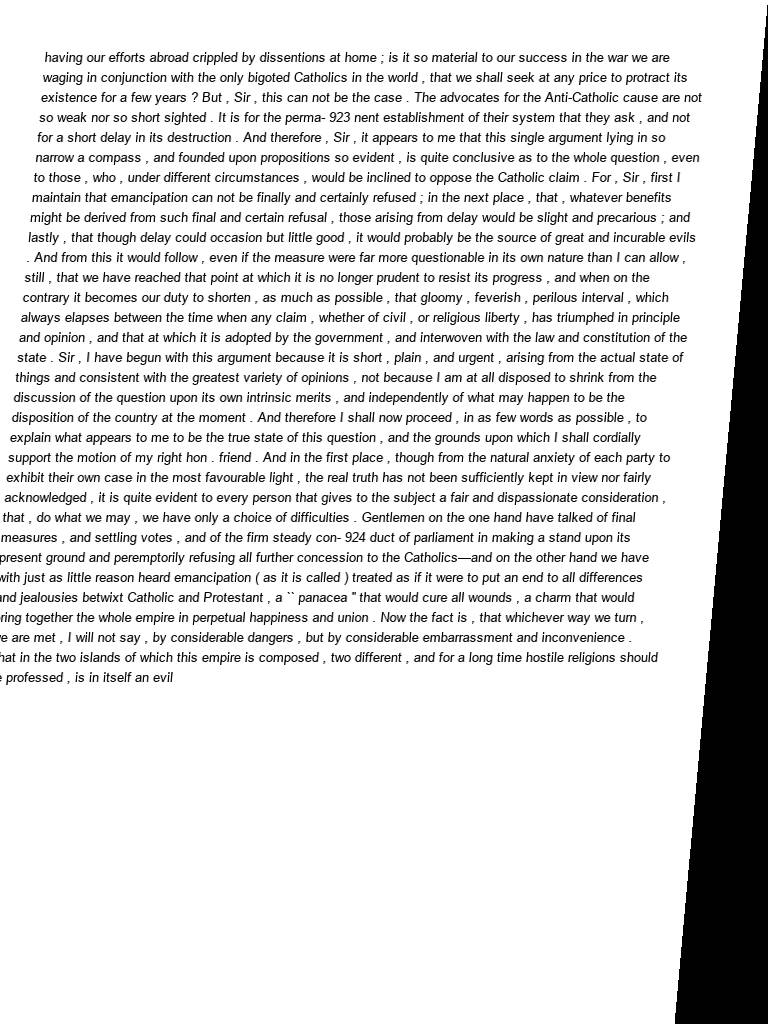 having our efforts abroad crippled by dissentions at home ; is it so material to our success in the war we are
waging in conjunction with the only bigoted Catholics in the world , that we shall seek at any price to protract its
existence for a few years ? But , Sir , this can not be the case . The advocates for the Anti-Catholic cause are not
so weak nor so short sighted . It is for the perma- 923 nent establishment of their system that they ask , and not
for a short delay in its destruction . And therefore , Sir , it appears to me that this single argument lying in so
narrow a compass , and founded upon propositions so evident , is quite conclusive as to the whole question , even
to those , who , under different circumstances , would be inclined to oppose the Catholic claim . For , Sir , first I
maintain that emancipation can not be finally and certainly refused ; in the next place , that , whatever benefits
might be derived from such final and certain refusal , those arising from delay would be slight and precarious ; and
lastly , that though delay could occasion but little good , it would probably be the source of great and incurable evils
. And from this it would follow , even if the measure were far more questionable in its own nature than I can allow ,
still , that we have reached that point at which it is no longer prudent to resist its progress , and when on the
contrary it becomes our duty to shorten , as much as possible , that gloomy , feverish , perilous interval , which
always elapses between the time when any claim , whether of civil , or religious liberty , has triumphed in principle
and opinion , and that at which it is adopted by the government , and interwoven with the law and constitution of the
state . Sir , I have begun with this argument because it is short , plain , and urgent , arising from the actual state of
things and consistent with the greatest variety of opinions , not because I am at all disposed to shrink from the
discussion of the question upon its own intrinsic merits , and independently of what may happen to be the
disposition of the country at the moment . And therefore I shall now proceed , in as few words as possible , to
explain what appears to me to be the true state of this question , and the grounds upon which I shall cordially
support the motion of my right hon . friend . And in the first place , though from the natural anxiety of each party to
exhibit their own case in the most favourable light , the real truth has not been sufficiently kept in view nor fairly
acknowledged , it is quite evident to every person that gives to the subject a fair and dispassionate consideration ,
that , do what we may , we have only a choice of difficulties . Gentlemen on the one hand have talked of final
measures , and settling votes , and of the firm steady con- 924 duct of parliament in making a stand upon its
present ground and peremptorily refusing all further concession to the Catholics—and on the other hand we have
with just as little reason heard emancipation ( as it is called ) treated as if it were to put an end to all differences
and jealousies betwixt Catholic and Protestant , a `` panacea '' that would cure all wounds , a charm that would
bring together the whole empire in perpetual happiness and union . Now the fact is , that whichever way we turn ,
we are met , I will not say , by considerable dangers , but by considerable embarrassment and inconvenience .
that in the two islands of which this empire is composed , two different , and for a long time hostile religions should
professed , is in itself an evil